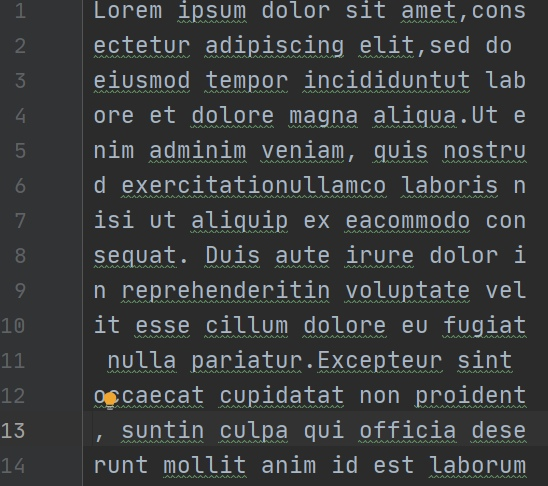 1 Lorem ipsum dolor sit amet,cons
2 ectetur adipiscing elit,sed do
3 eiusmod tempor incididuntut lab
4 ore et dolore magna aliqua.Ut e
5 nim adminim veniam, quis nostru
6 d exercitationullamco laboris n
7 isi ut aliquip ex eacommodo con
8 sequat. Duis aute irure dolor i
9 n reprehenderitin voluptate vel
10 it esse cillum dolore eu fugiat
11  nulla pariatur.Excepteur sint
12 occaecat cupidatat non proident
13 , suntin culpa qui officia dese
14 runt mollit anim id est laborum